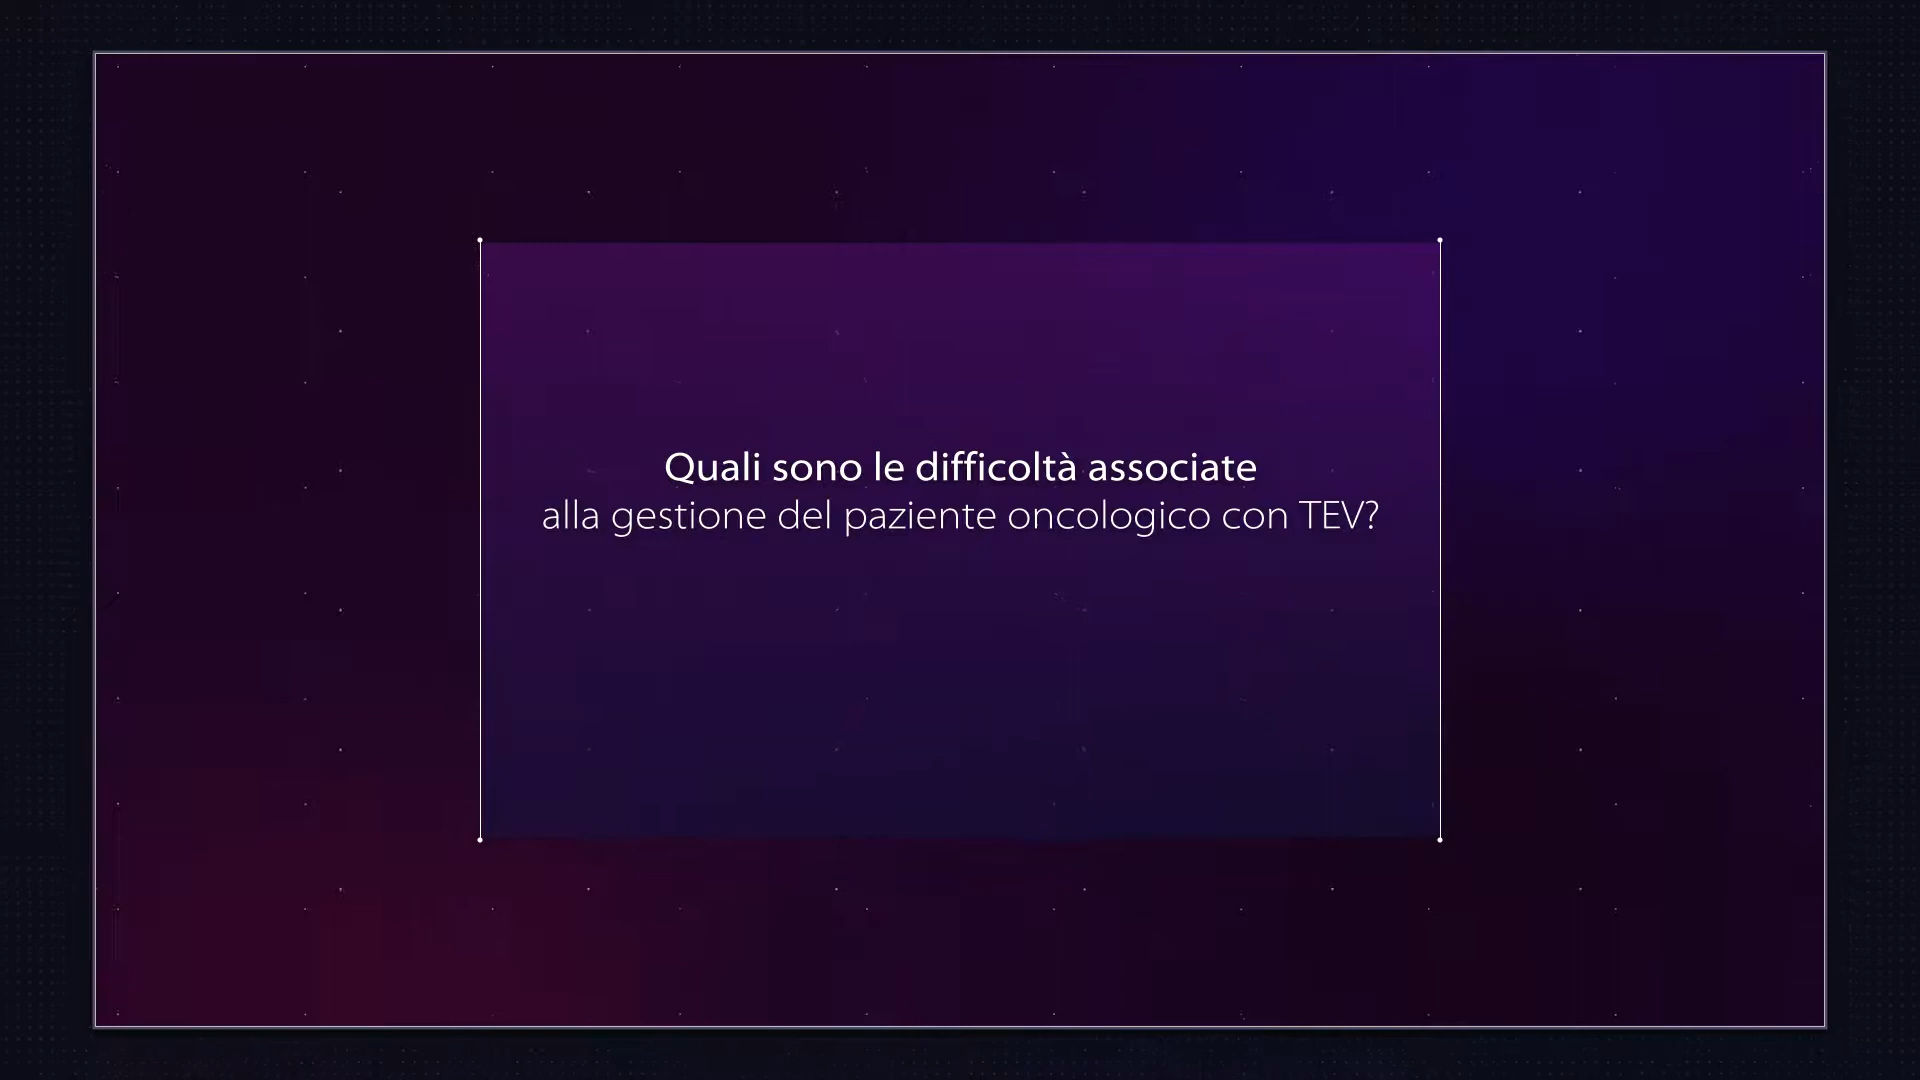 Quali sono le difficoltà associate
alla gestione del paziente oncologico con TEV?